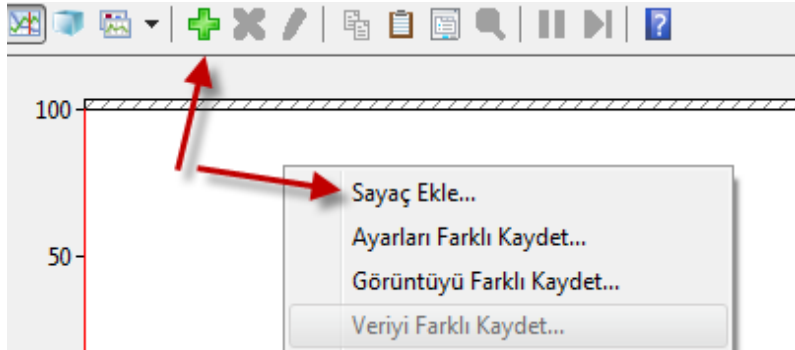 ?
100
Sayaç Ekle...
Ayarları Farklı Kaydet...
50
Görüntüyü Farklı Kaydet...
Veriyi Farklı Kaydet...